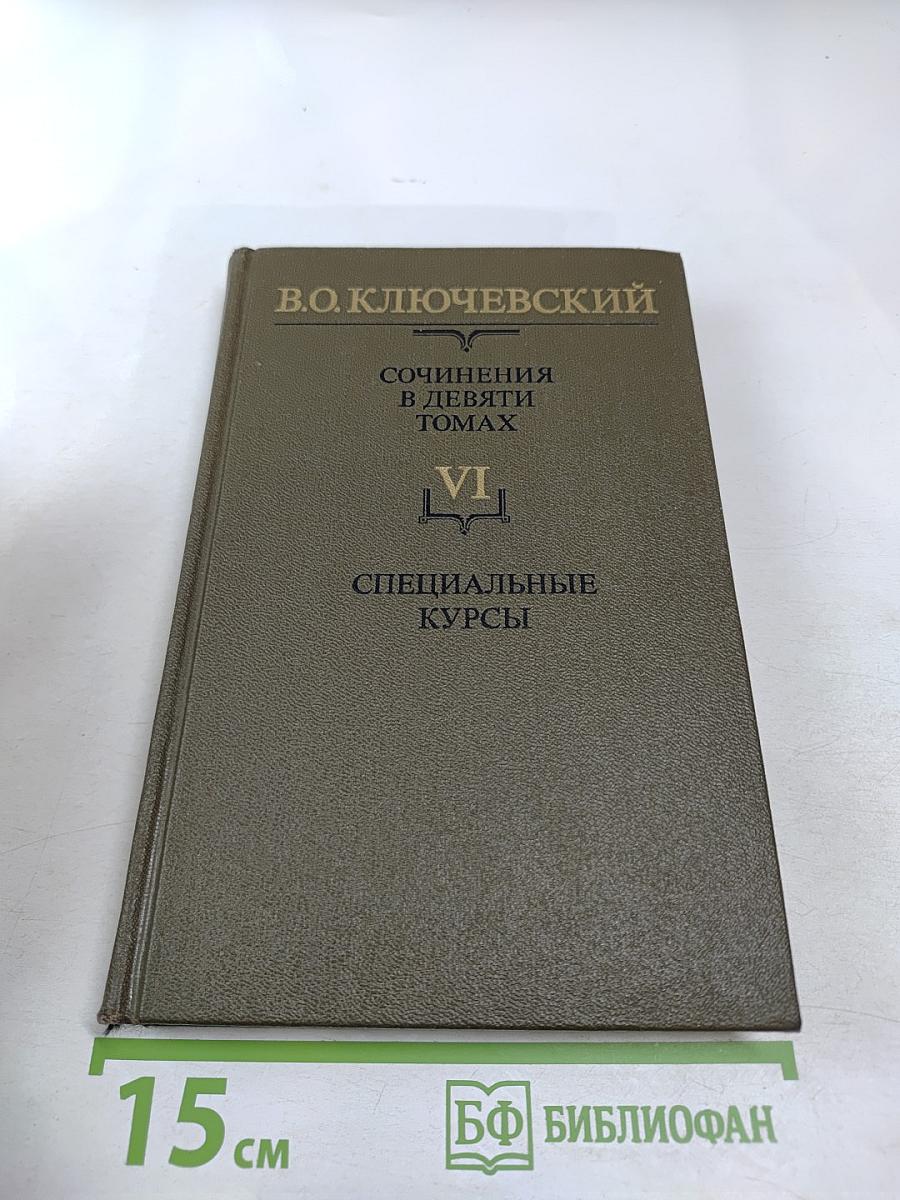 В.О. КЛЮЧЕВСКИЙ
СОЧИНЕНИЯ
В ДЕВЯТИ
ТОМАХ
VI
СПЕЦИАЛЬНЫЕ
КУРСЫ
15 см
БФ БИБЛИОФАН